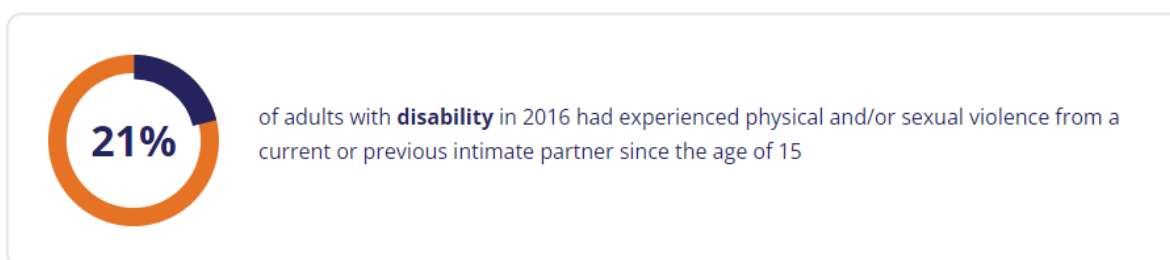 21%
of adults with disability in 2016 had experienced physical and/or sexual violence from a
current or previous intimate partner since the age of 15